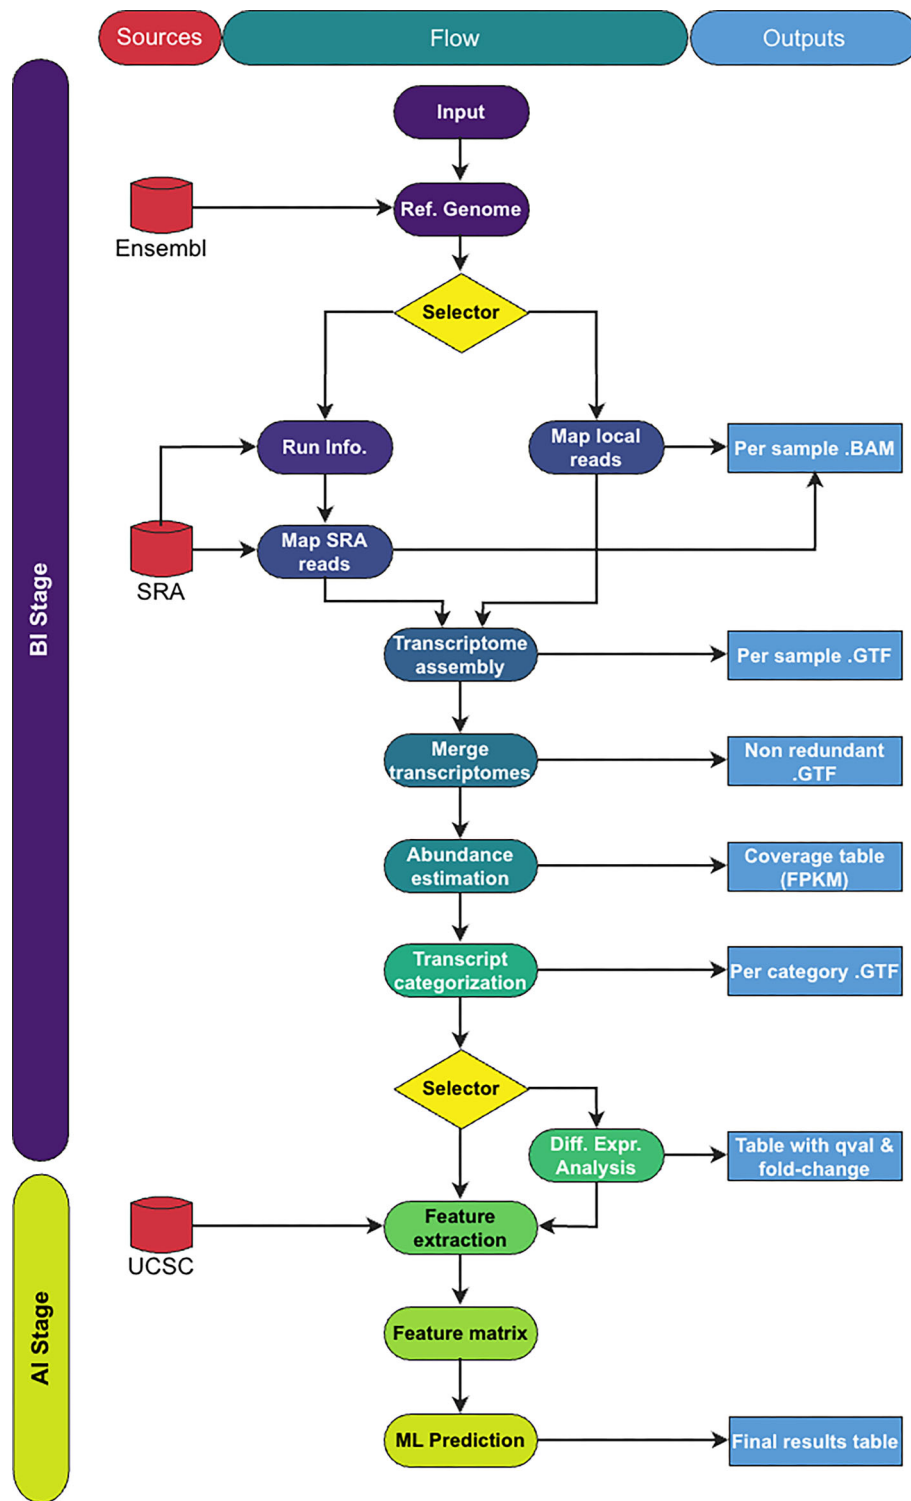 Sources
Flow
Outputs
Input
Ref. Genome
Ensembl
Selector
Run Info.
Map local
reads
Per sample .BAM
Map SRA
reads
SRA
BI Stage
Transcriptome
assembly
Per sample .GTF
Merge
transcriptomes
Non redundant
.GTF
Abundance
estimation
Coverage table
(FPKM)
Transcript
categorization
Per category .GTF
Selector
Diff. Expr.
Analysis
Table with qval &
fold-change
Feature
extraction
UCSC
AI Stage
Feature matrix
ML Prediction
Final results table